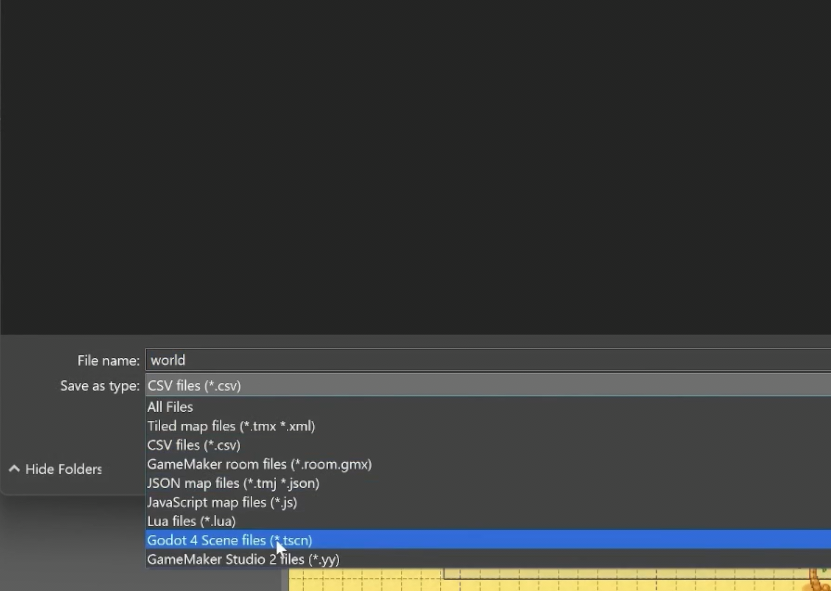 File name: world
Save as type: CSV files (*.csv)
All Files
Tiled map files (*.tmx *.xml)
CSV files (*.csv)
GameMaker room files (*.room.gmx)
JSON map files (*.tmj *.json)
JavaScript map files (*.js)
Hide Folders
Lua files (*.lua)
Godot 4 Scene files (*.tscn)
GameMaker Studio 2 files (*.yy)